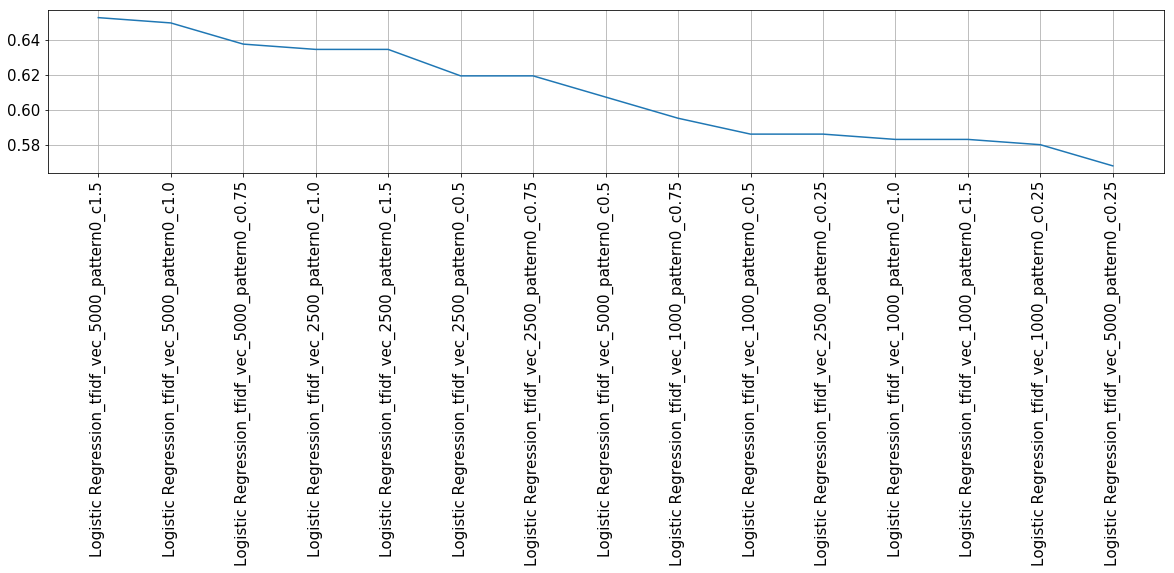 0.64
0.62
0.60
0.58
Logistic Regression_tfidf_vec_5000_pattern0_c1.5
Logistic Regression_tfidf_vec_5000_pattern0_c1.0
Logistic Regression_tfidf_vec_5000_pattern0_c0.75
Logistic Regression_tfidf_vec_2500_pattern0_c1.0
Logistic Regression_tfidf_vec_2500_pattern0_c1.5
Logistic Regression_tfidf_vec_2500_pattern0_c0.5
Logistic Regression_tfidf_vec_2500_pattern0_c0.75
Logistic Regression_tfidf_vec_5000_pattern0_c0.5
Logistic Regression_tfidf_vec_1000_pattern0_c0.75
Logistic Regression_tfidf_vec_1000_pattern0_c0.5
Logistic Regression_tfidf_vec_2500_pattern0_c0.25
Logistic Regression_tfidf_vec_1000_pattern0_c1.0
Logistic Regression_tfidf_vec_1000_pattern0_c1.5
Logistic Regression_tfidf_vec_1000_pattern0_c0.25
Logistic Regression_tfidf_vec_5000_pattern0_c0.25